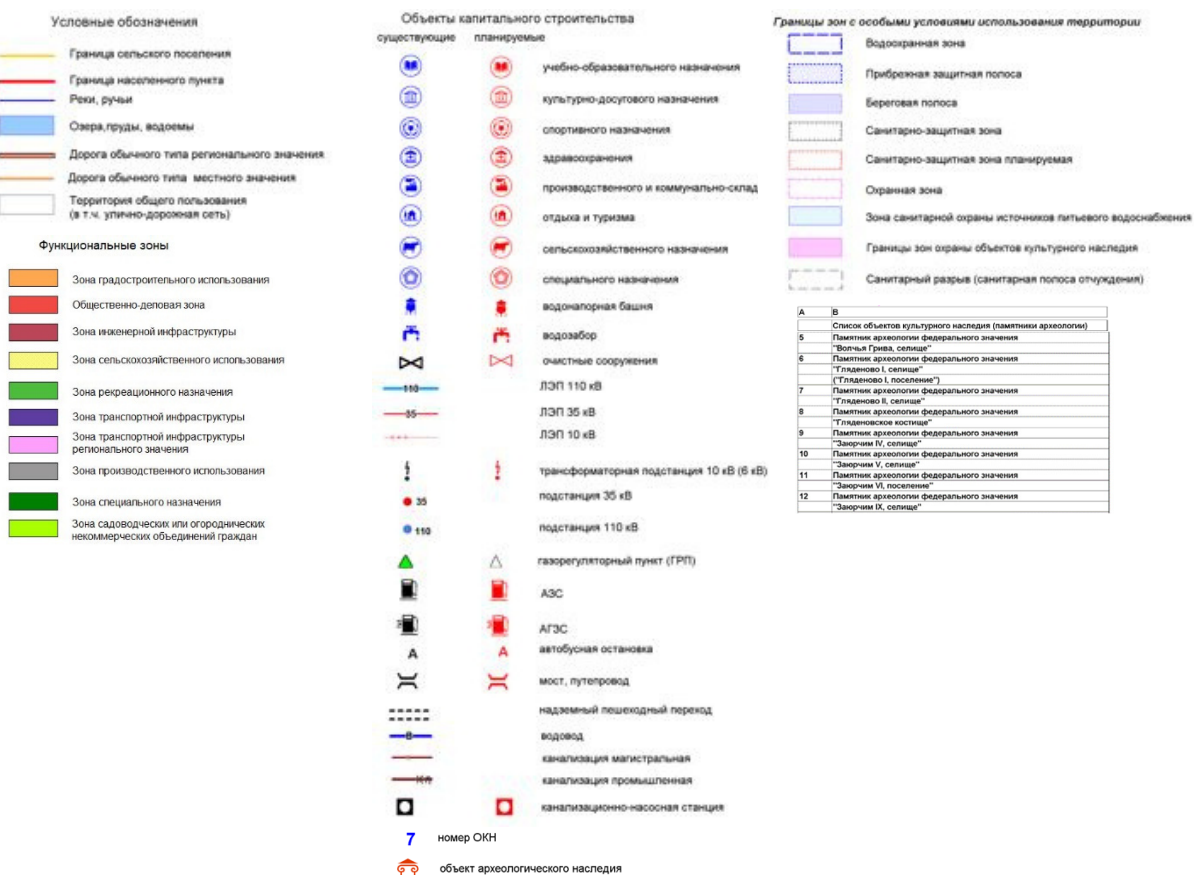 Условные обозначения
Граница сельского поселения
Граница населенного пункта
Реки, ручьи
Озера,пруды, водоемы
Дорога обычного типа регионального значения
Дорога обычного типа местного значения
Территория общего пользования
(в т.ч. улично-дорожная сеть)
Функциональные зоны
Зона градостроительного использования
Общественно-деловая зона
Зона инженерной инфраструктуры
Зона сельскохозяйственного использования
Зона рекреационного назначения
Зона транспортной инфраструктуры
Зона транспортной инфраструктуры
регионального значения
Зона производственного использования
Зона специального назначения
Зона садоводческих или огороднических
некоммерческих объединений граждан
Объекты капитального строительства
существующие планируемые
учебно-образовательного назначения
культурно-досугового назначения
спортивного назначения
здравоохранения
производственного и коммунально-склад
отдыха и туризма
сельскохозяйственного назначения
специального назначения
водонапорная башня
водозабор
очистные сооружения
110 ЛЭП 110 кВ
35 ЛЭП 35 кВ
ЛЭП 10 кВ
трансформаторная подстанция 10 кВ (6 кВ)
35 подстанция 35 кВ
110 подстанция 110 кВ
газорегуляторный пункт (ГРП)
АЗС
АГЗС
А А автобусная остановка
мост, путепровод
надземный пешеходный переход
В водовод
канализация магистральная
канализация промышленная
канализационно-насосная станция
7 номер ОКН
объект археологического наследия
Границы зон с особыми условиями использования территории
Водоохранная зона
Прибрежная защитная полоса
Береговая полоса
Санитарно-защитная зона
Санитарно-защитная зона планируемая
Охранная зона
Зона санитарной охраны источников питьевого водоснабжения
Границы зон охраны объектов культурного наследия
Санитарный разрыв (санитарная полоса отчуждения)
A B
Список объектов культурного наследия (памятники археологии)
5 Памятник археологии федерального значения
"Волчья Грива, селище"
6 Памятник археологии федерального значения
"Гляденово I, селище"
("Гляденово I, поселение")
7 Памятник археологии федерального значения
"Гляденово II, селище"
8 Памятник археологии федерального значения
"Гляденовское костище"
9 Памятник археологии федерального значения
"Заюрчим IV, селище"
10 Памятник археологии федерального значения
"Заюрчим V, селище"
11 Памятник археологии федерального значения
"Заюрчим VI, поселение"
12 Памятник археологии федерального значения
"Заюрчим IX, селище"